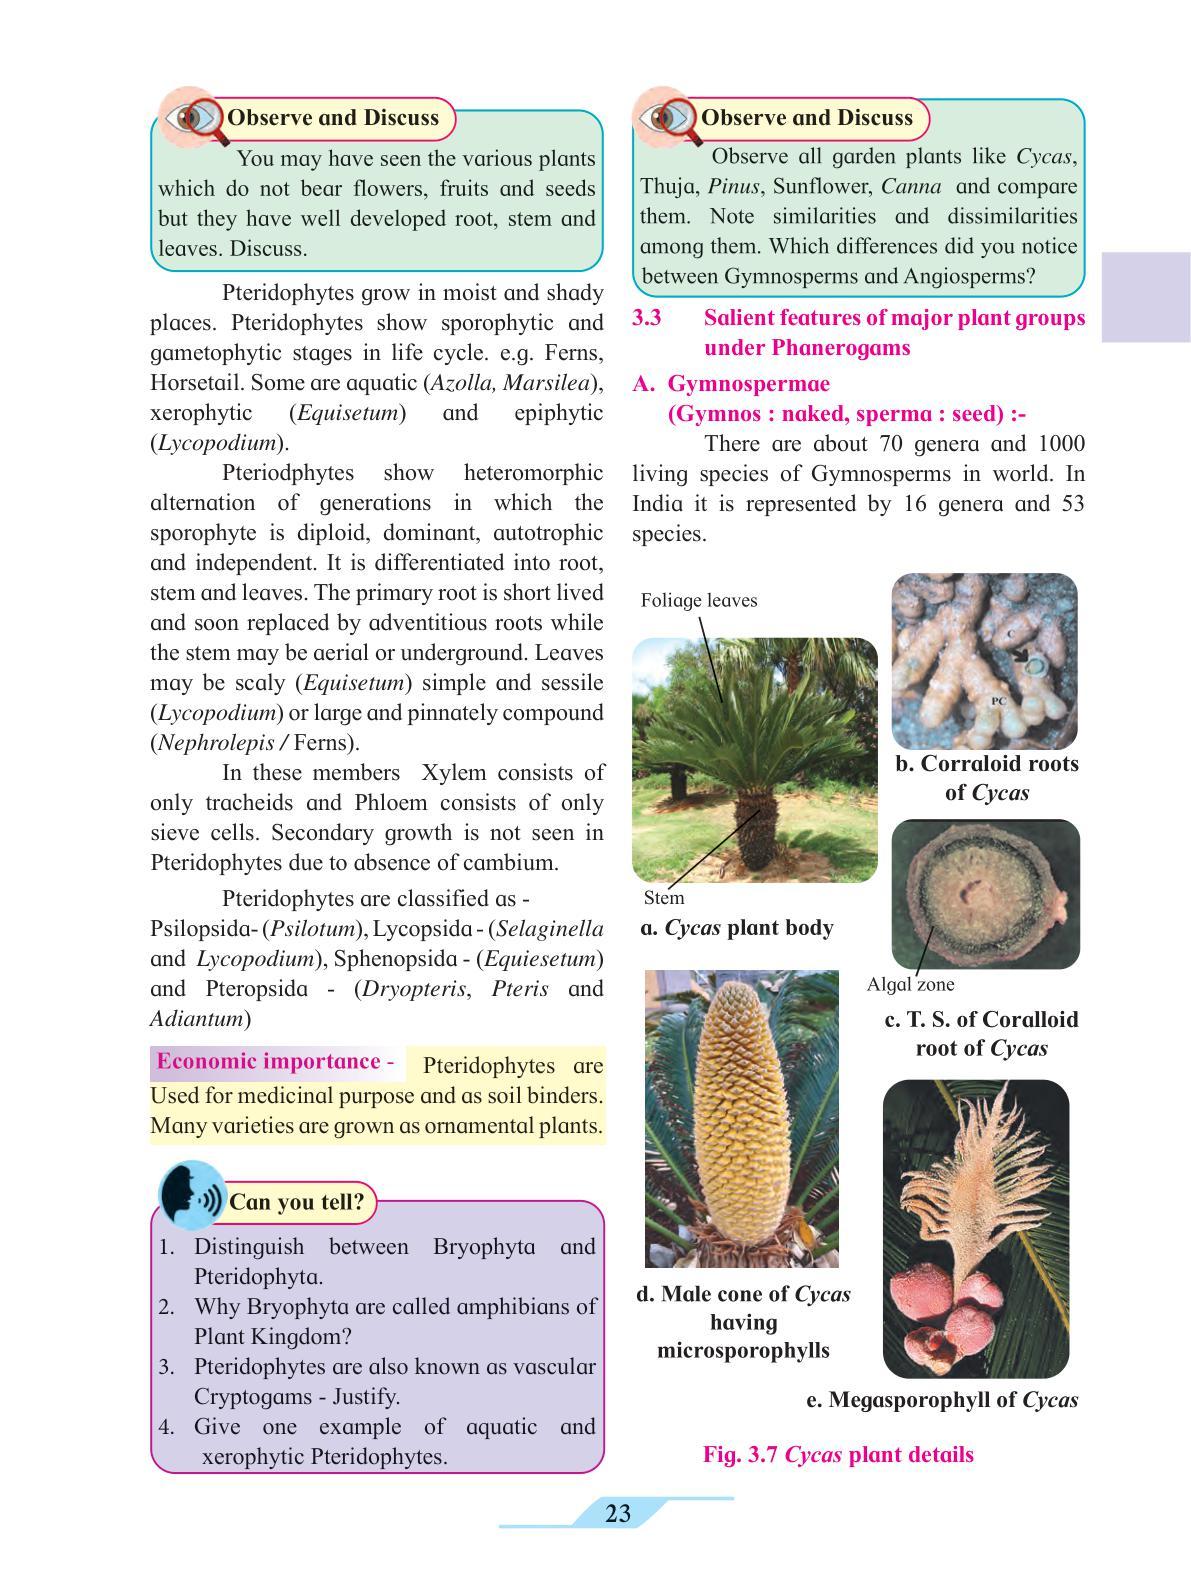 Observe and Discuss
You may have seen the various plants
which do not bear flowers, fruits and seeds
but they have well developed root, stem and
leaves. Discuss.
Pteridophytes grow in moist and shady
places. Pteridophytes show sporophytic and
gametophytic stages in life cycle. e.g. Ferns,
Horsetail. Some are aquatic (Azolla, Marsilea),
xerophytic (Equisetum) and epiphytic
(Lycopodium).
Pteriodphytes show heteromorphic
alternation of generations in which the
sporophyte is diploid, dominant, autotrophic
and independent. It is differentiated into root,
stem and leaves. The primary root is short lived
and soon replaced by adventitious roots while
the stem may be aerial or underground. Leaves
may be scaly (Equisetum) simple and sessile
(Lycopodium) or large and pinnately compound
(Nephrolepis / Ferns).
In these members Xylem consists of
only tracheids and Phloem consists of only
sieve cells. Secondary growth is not seen in
Pteridophytes due to absence of cambium.
Pteridophytes are classified as -
Psilopsida- (Psilotum), Lycopsida - (Selaginella
and Lycopodium), Sphenopsida - (Equiesetum)
and Pteropsida - (Dryopteris, Pteris and
Adiantum)
Economic importance - Pteridophytes are
Used for medicinal purpose and as soil binders.
Many varieties are grown as ornamental plants.
Can you tell?
1. Distinguish between Bryophyta and
Pteridophyta.
2. Why Bryophyta are called amphibians of
Plant Kingdom?
3. Pteridophytes are also known as vascular
Cryptogams - Justify.
4. Give one example of aquatic and
xerophytic Pteridophytes.
Observe and Discuss
Observe all garden plants like Cycas,
Thuja, Pinus, Sunflower, Canna and compare
them. Note similarities and dissimilarities
among them. Which differences did you notice
between Gymnosperms and Angiosperms?
3.3 Salient features of major plant groups
under Phanerogams
A. Gymnospermae
(Gymnos : naked, sperma : seed) :-
There are about 70 genera and 1000
living species of Gymnosperms in world. In
India it is represented by 16 genera and 53
species.
Foliage leaves
Stem
a. Cycas plant body
C
PC
b. Corraloid roots
of Cycas
Algal zone
c. T. S. of Coralloid
root of Cycas
d. Male cone of Cycas
having
microsporophylls
e. Megasporophyll of Cycas
Fig. 3.7 Cycas plant details
23